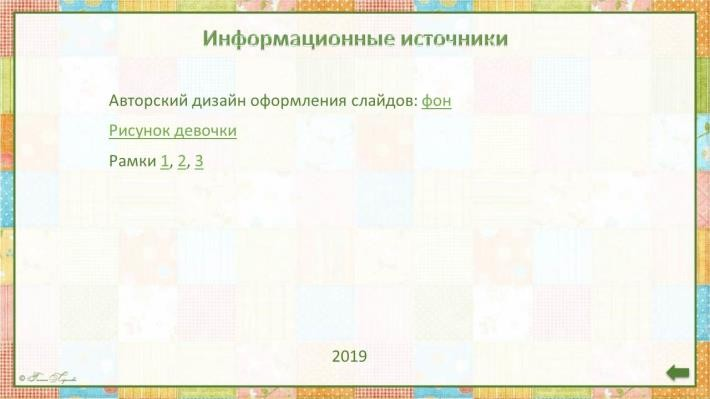 Информационные источники
Авторский дизайн оформления слайдов: фон
Рисунок девочки
Рамки 1, 2, 3
2019
©